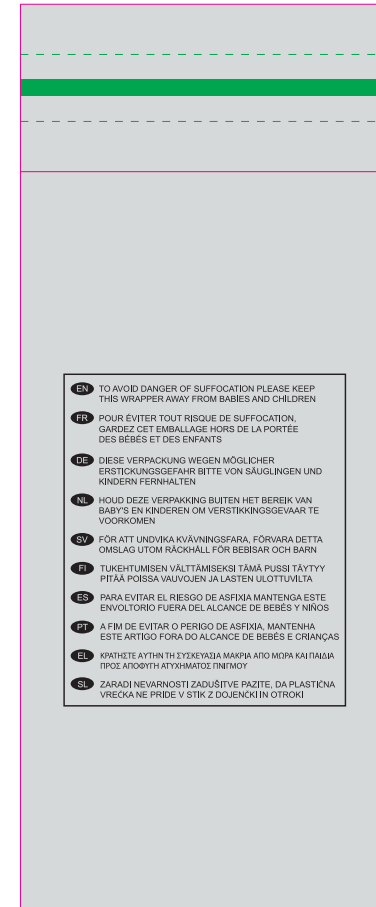 EN TO AVOID DANGER OF SUFFOCATION PLEASE KEEP
THIS WRAPPER AWAY FROM BABIES AND CHILDREN
FR POUR ÉVITER TOUT RISQUE DE SUFFOCATION,
GARDEZ CET EMBALLAGE HORS DE LA PORTÉE
DES BÉBÉS ET DES ENFANTS
DE DIESE VERPACKUNG WEGEN MÖGLICHER
ERSTICKUNGSGEFAHR BITTE VON SÄUGLINGEN UND
KINDERN FERNHALTEN
NL HOUD DEZE VERPAKKING BUITEN HET BEREIK VAN
BABY'S EN KINDEREN OM VERSTIKKINGSGEVAAR TE
VOORKOMEN
SV FÖR ATT UNDVIKA KVÄVNINGSFARA, FÖRVARA DETTA
OMSLAG UTOM RÄCKHÅLL FÖR BEBISAR OCH BARN
FI TUKEHTUMISEN VÄLTTÄMISEKSI TÄMÄ PUSSI TÄYTYY
PITÄÄ POISSA VAUVOJEN JA LASTEN ULOTTUVILTA
ES PARA EVITAR EL RIESGO DE ASFIXIA MANTENGA ESTE
ENVOLTORIO FUERA DEL ALCANCE DE BEBÉS Y NIÑOS
PT A FIM DE EVITAR O PERIGO DE ASFIXIA, MANTENHA
ESTE ARTIGO FORA DO ALCANCE DE BEBÉS E CRIANÇAS
EL ΚΡΑΤΗΣΤΕ ΑΥΤΗΝ ΤΗ ΣΥΣΚΕΥΑΣΙΑ ΜΑΚΡΙΑ ΑΠΟ ΜΩΡΑ ΚΑΙ ΠΑΙΔΙΑ
ΠΡΟΣ ΑΠΟΦΥΓΗ ΑΤΥΧΗΜΑΤΟΣ ΠΝΙΓΜΟΥ
SL ZARADI NEVARNOSTI ZADUŠITVE PAZITE, DA PLASTIČNA
VREČKA NE PRIDE V STIK Z DOJENČKI IN OTROKI